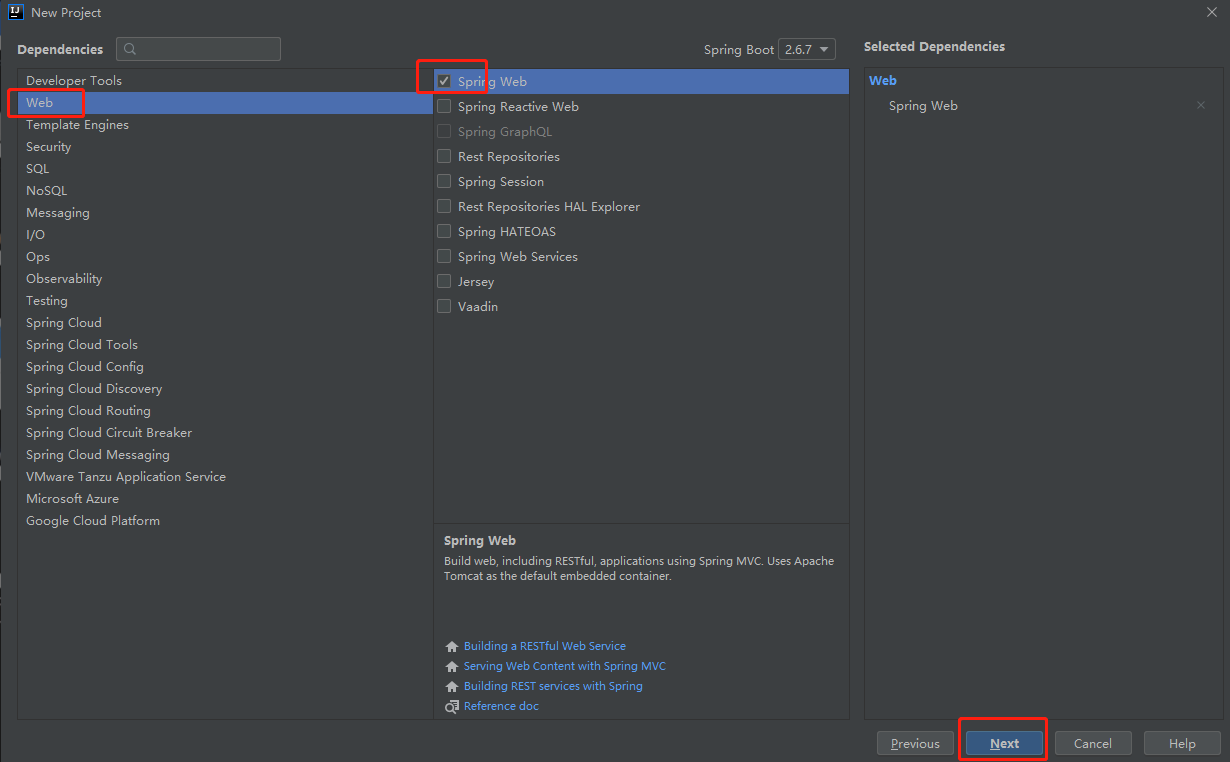 New Project
Dependencies
Spring Boot 2.6.7
Selected Dependencies
Developer Tools
Web
Template Engines
Security
SQL
NoSQL
Messaging
I/O
Ops
Observability
Testing
Spring Cloud
Spring Cloud Tools
Spring Cloud Config
Spring Cloud Discovery
Spring Cloud Routing
Spring Cloud Circuit Breaker
Spring Cloud Messaging
VMware Tanzu Application Service
Microsoft Azure
Google Cloud Platform
Spring Web
Spring Reactive Web
Spring GraphQL
Rest Repositories
Spring Session
Rest Repositories HAL Explorer
Spring HATEOAS
Spring Web Services
Jersey
Vaadin
Spring Web
Build web, including RESTful, applications using Spring MVC. Uses Apache
Tomcat as the default embedded container.
Building a RESTful Web Service
Serving Web Content with Spring MVC
Building REST services with Spring
Reference doc
Web
Spring Web
Previous
Next
Cancel
Help